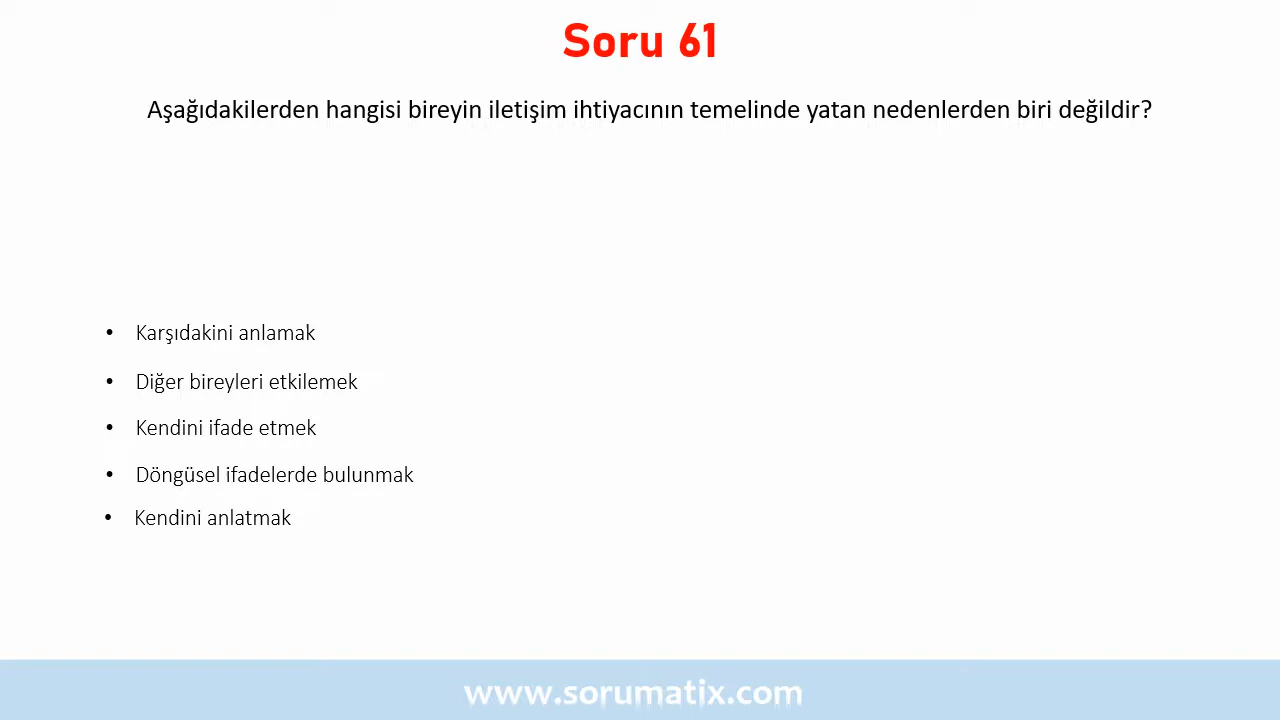 Soru 61
Aşağıdakilerden hangisi bireyin iletişim ihtiyacının temelinde yatan nedenlerden biri değildir?
• Karşıdakini anlamak
• Diğer bireyleri etkilemek
• Kendini ifade etmek
• Döngüsel ifadelerde bulunmak
• Kendini anlatmak
www.sorumatix.com